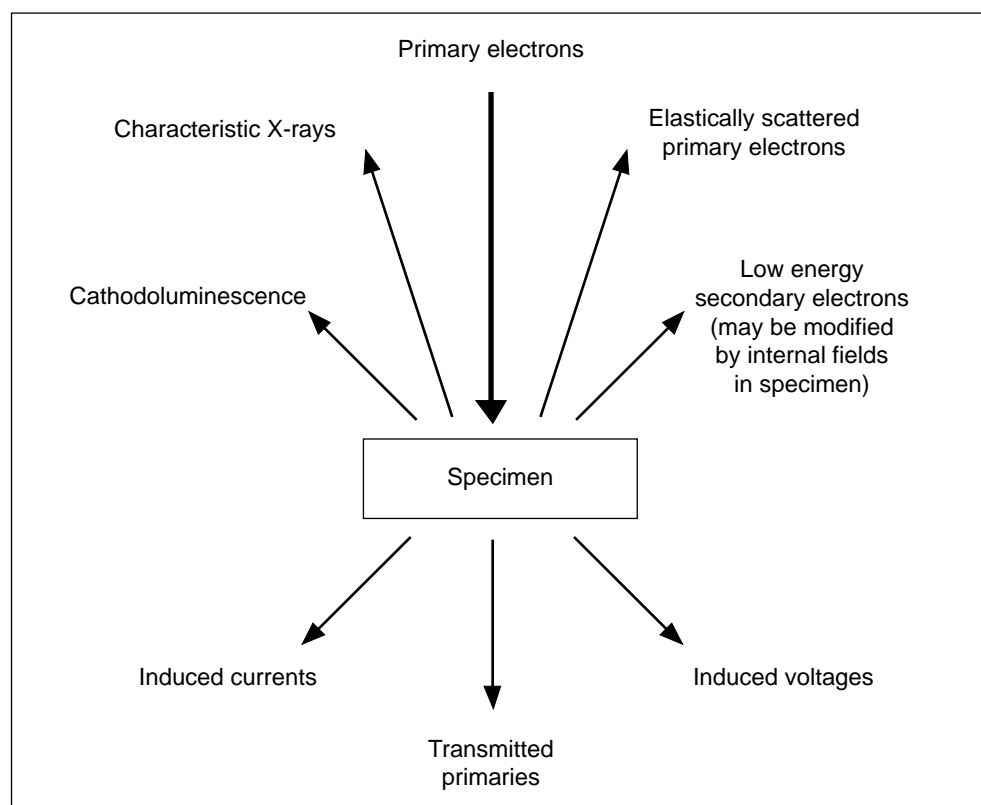 Primary electrons
Characteristic X-rays
Elastically scattered
primary electrons
Cathodoluminescence
Low energy
secondary electrons
(may be modified
by internal fields
in specimen)
Specimen
Induced currents
Induced voltages
Transmitted
primaries